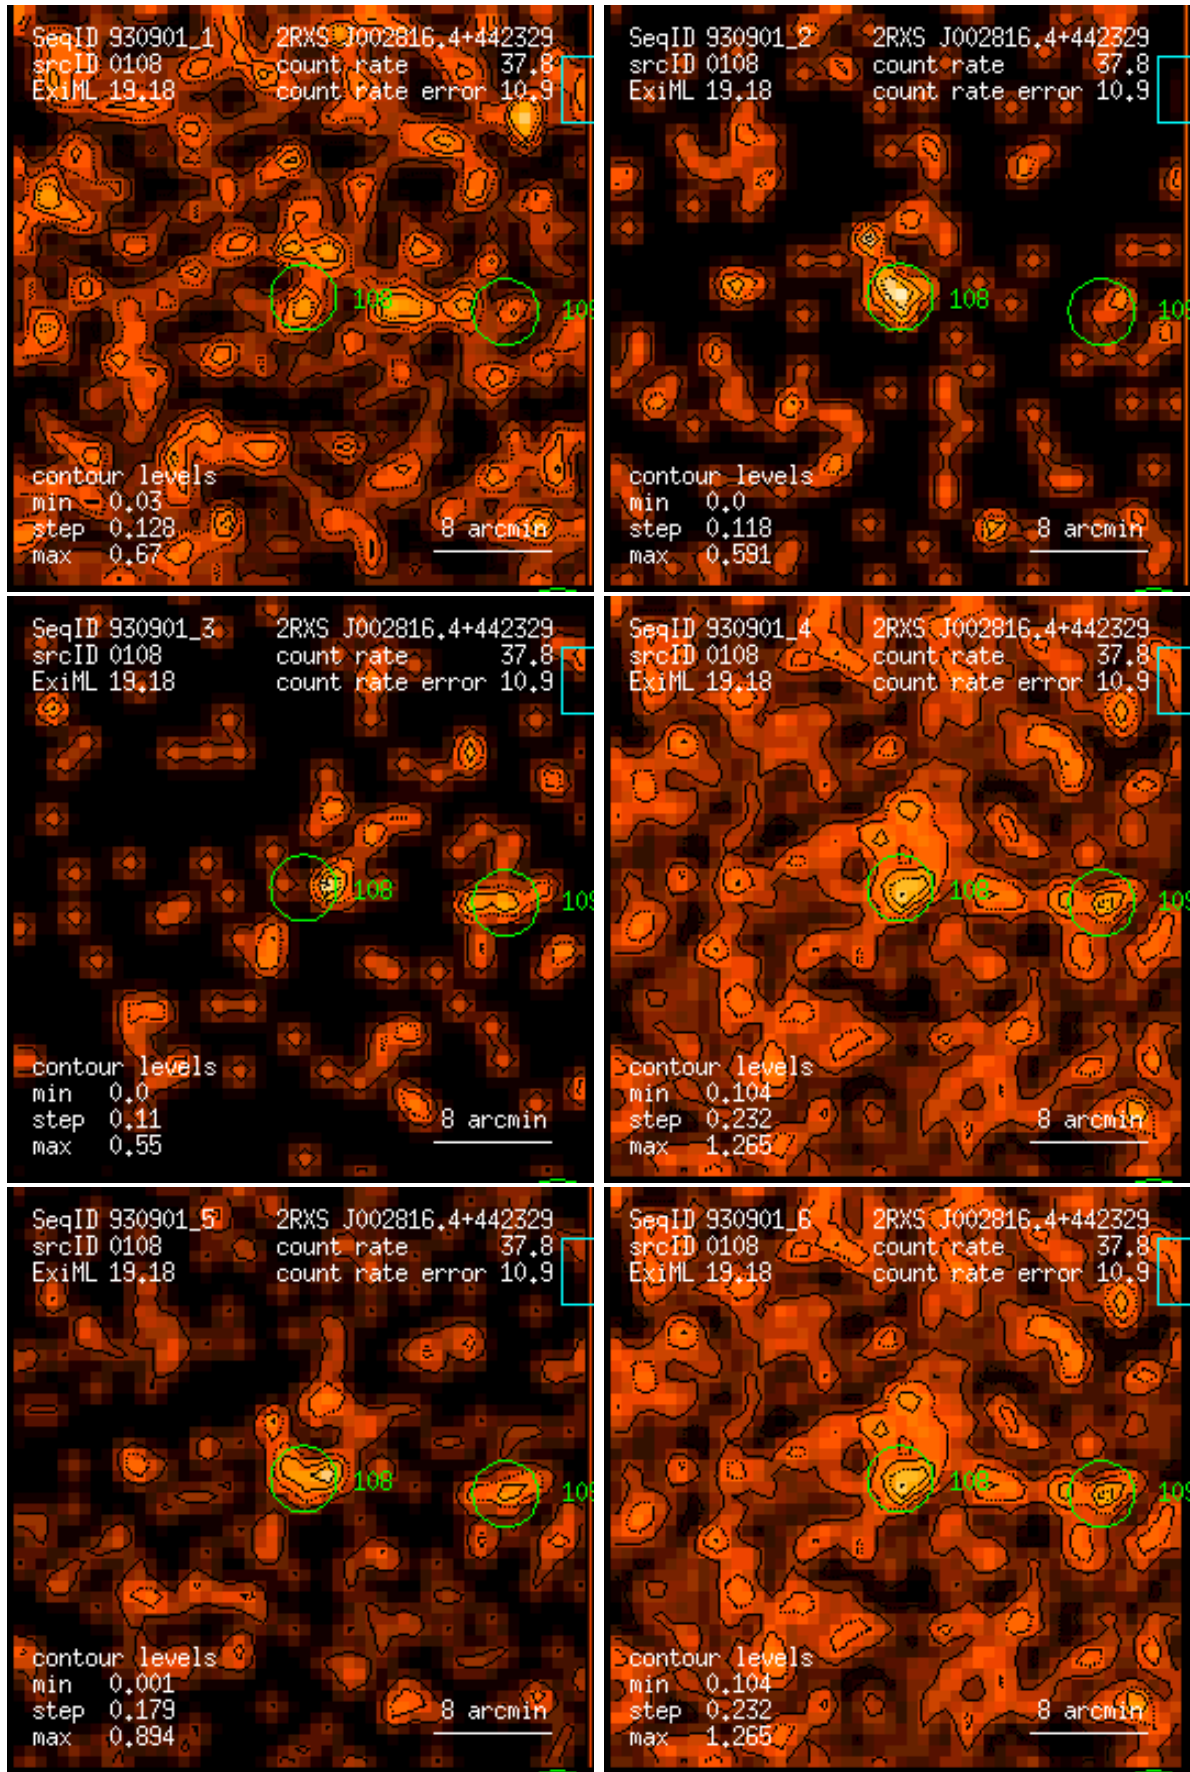 SeqID 930901_1 2RXS J002816.4+442329
srcID 0108 count rate 37.8
ExiML 19.18 count rate error 10.9
108
109
contour levels
min 0.03
step 0.128 8 arcmin
max 0.67
SeqID 930901_2 2RXS J002816.4+442329
srcID 0108 count rate 37.8
ExiML 19.18 count rate error 10.9
108
109
contour levels
min 0.0
step 0.118 8 arcmin
max 0.591
SeqID 930901_3 2RXS J002816.4+442329
srcID 0108 count rate 37.8
ExiML 19.18 count rate error 10.9
108
109
contour levels
min 0.0
step 0.11 8 arcmin
max 0.55
SeqID 930901_4 2RXS J002816.4+442329
srcID 0108 count rate 37.8
ExiML 19.18 count rate error 10.9
108
109
contour levels
min 0.104
step 0.232 8 arcmin
max 1.265
SeqID 930901_5 2RXS J002816.4+442329
srcID 0108 count rate 37.8
ExiML 19.18 count rate error 10.9
108
109
contour levels
min 0.001
step 0.179 8 arcmin
max 0.894
SeqID 930901_6 2RXS J002816.4+442329
srcID 0108 count rate 37.8
ExiML 19.18 count rate error 10.9
108
109
contour levels
min 0.104
step 0.232 8 arcmin
max 1.265